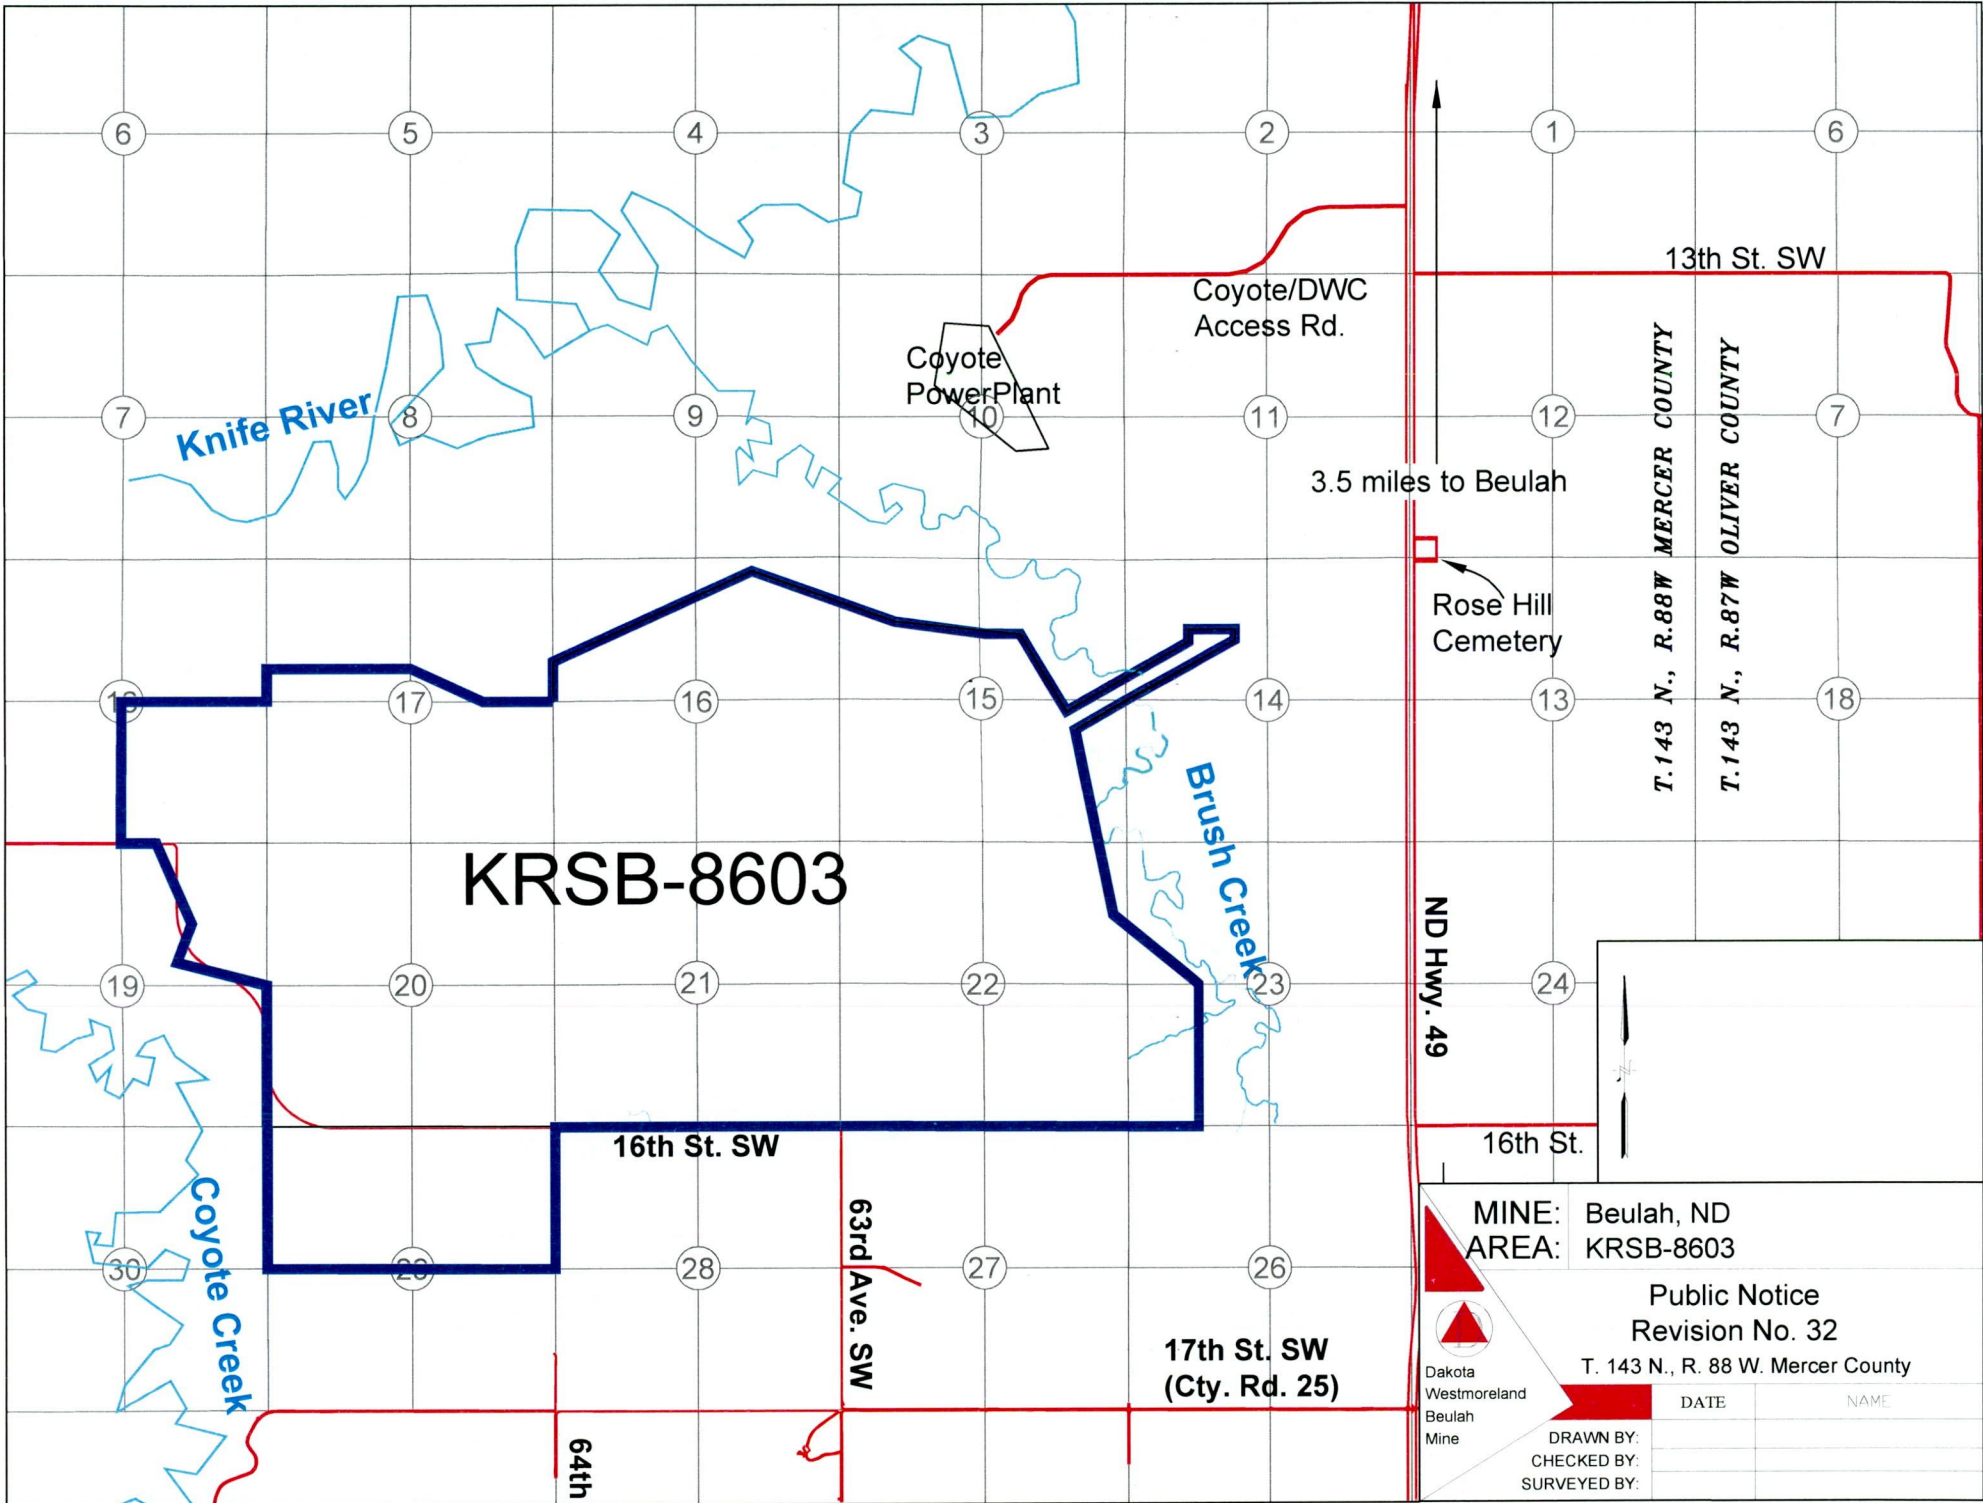 6
5
4
3
2
1
6
13th St. SW
Coyote/DWC
Access Rd.
Coyote
PowerPlant
Knife River
7
8
9
10
11
12
7
3.5 miles to Beulah
T.143 N., R.88W MERCER COUNTY
T.143 N., R.87W OLIVER COUNTY
Rose Hill
Cemetery
18
17
16
15
14
13
18
KRSB-8603
Brush Creek
ND Hwy. 49
19
20
21
22
23
24
N
16th St. SW
16th St.
Coyote Creek
63rd Ave. SW
30
28
27
26
17th St. SW
(Cty. Rd. 25)
64th
MINE: Beulah, ND
AREA: KRSB-8603
Public Notice
Revision No. 32
T. 143 N., R. 88 W. Mercer County
D
Dakota
Westmoreland
Beulah
Mine
DATE NAME
DRAWN BY:
CHECKED BY:
SURVEYED BY: